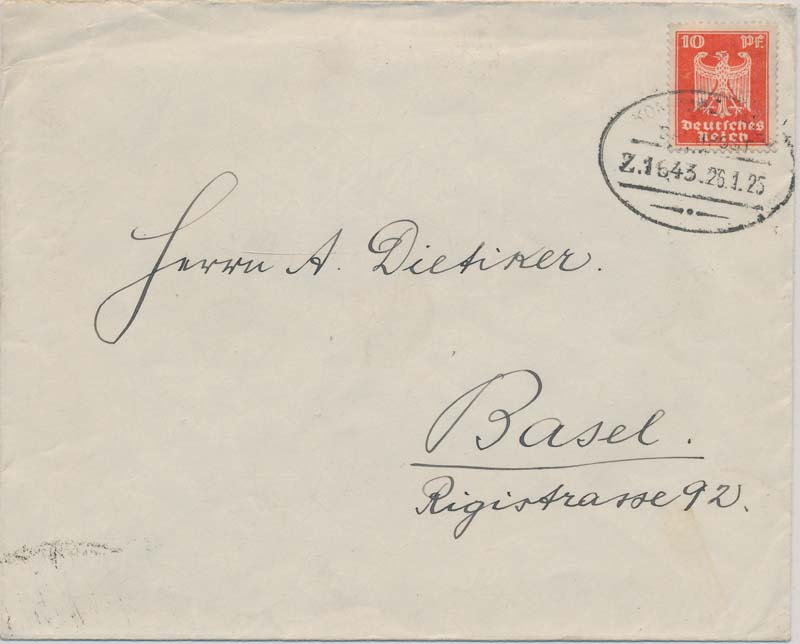 10 Pf
Deutsches
Reich
Z.1643.26.1.25
Herrn A. Dietiker.
Basel.
Rigistrasse 92.